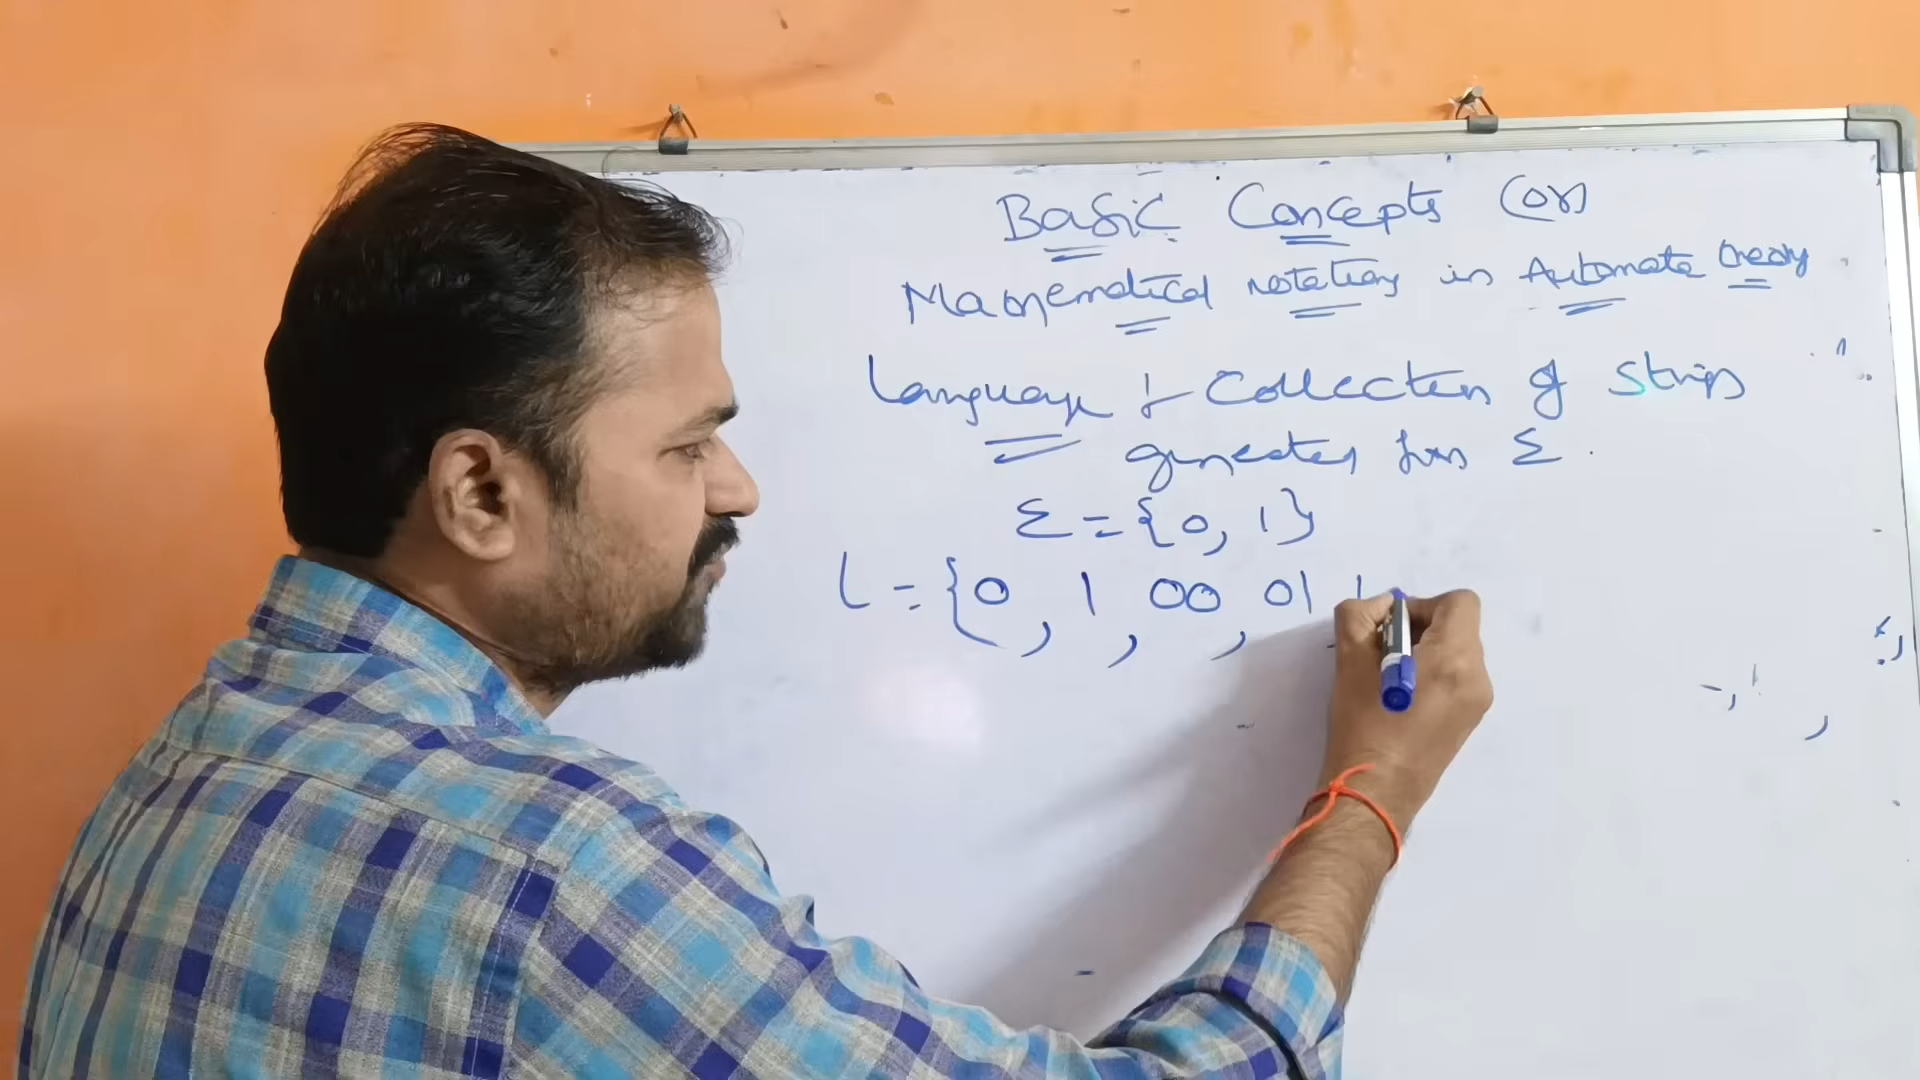 Basic Concepts (or)
Mathematical notations in Automata theory
Language :- Collection of Strings
generated from Σ.
Σ = {0, 1}
L = {0, 1, 00, 01, 1